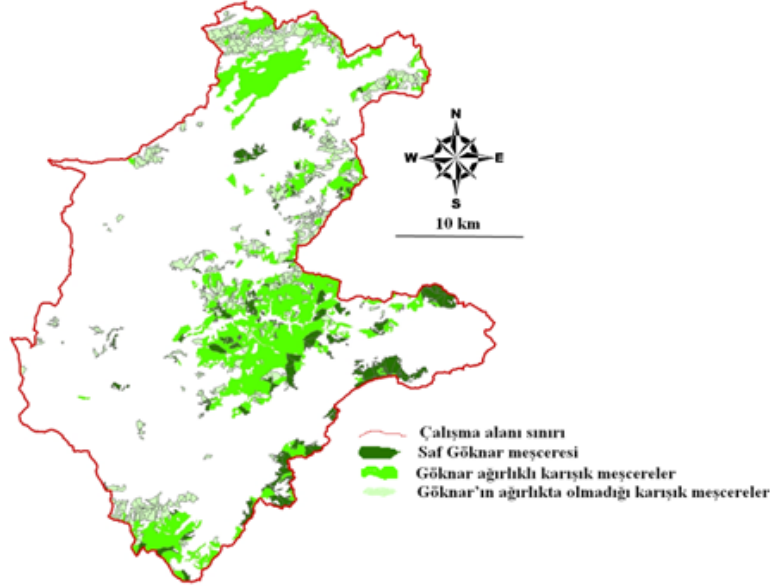 N
W E
S
10 km
Çalışma alanı sınırı
Saf Göknar meşceresi
Göknar ağırlıklı karışık meşcereler
Göknar'ın ağırlıkta olmadığı karışık meşcereler